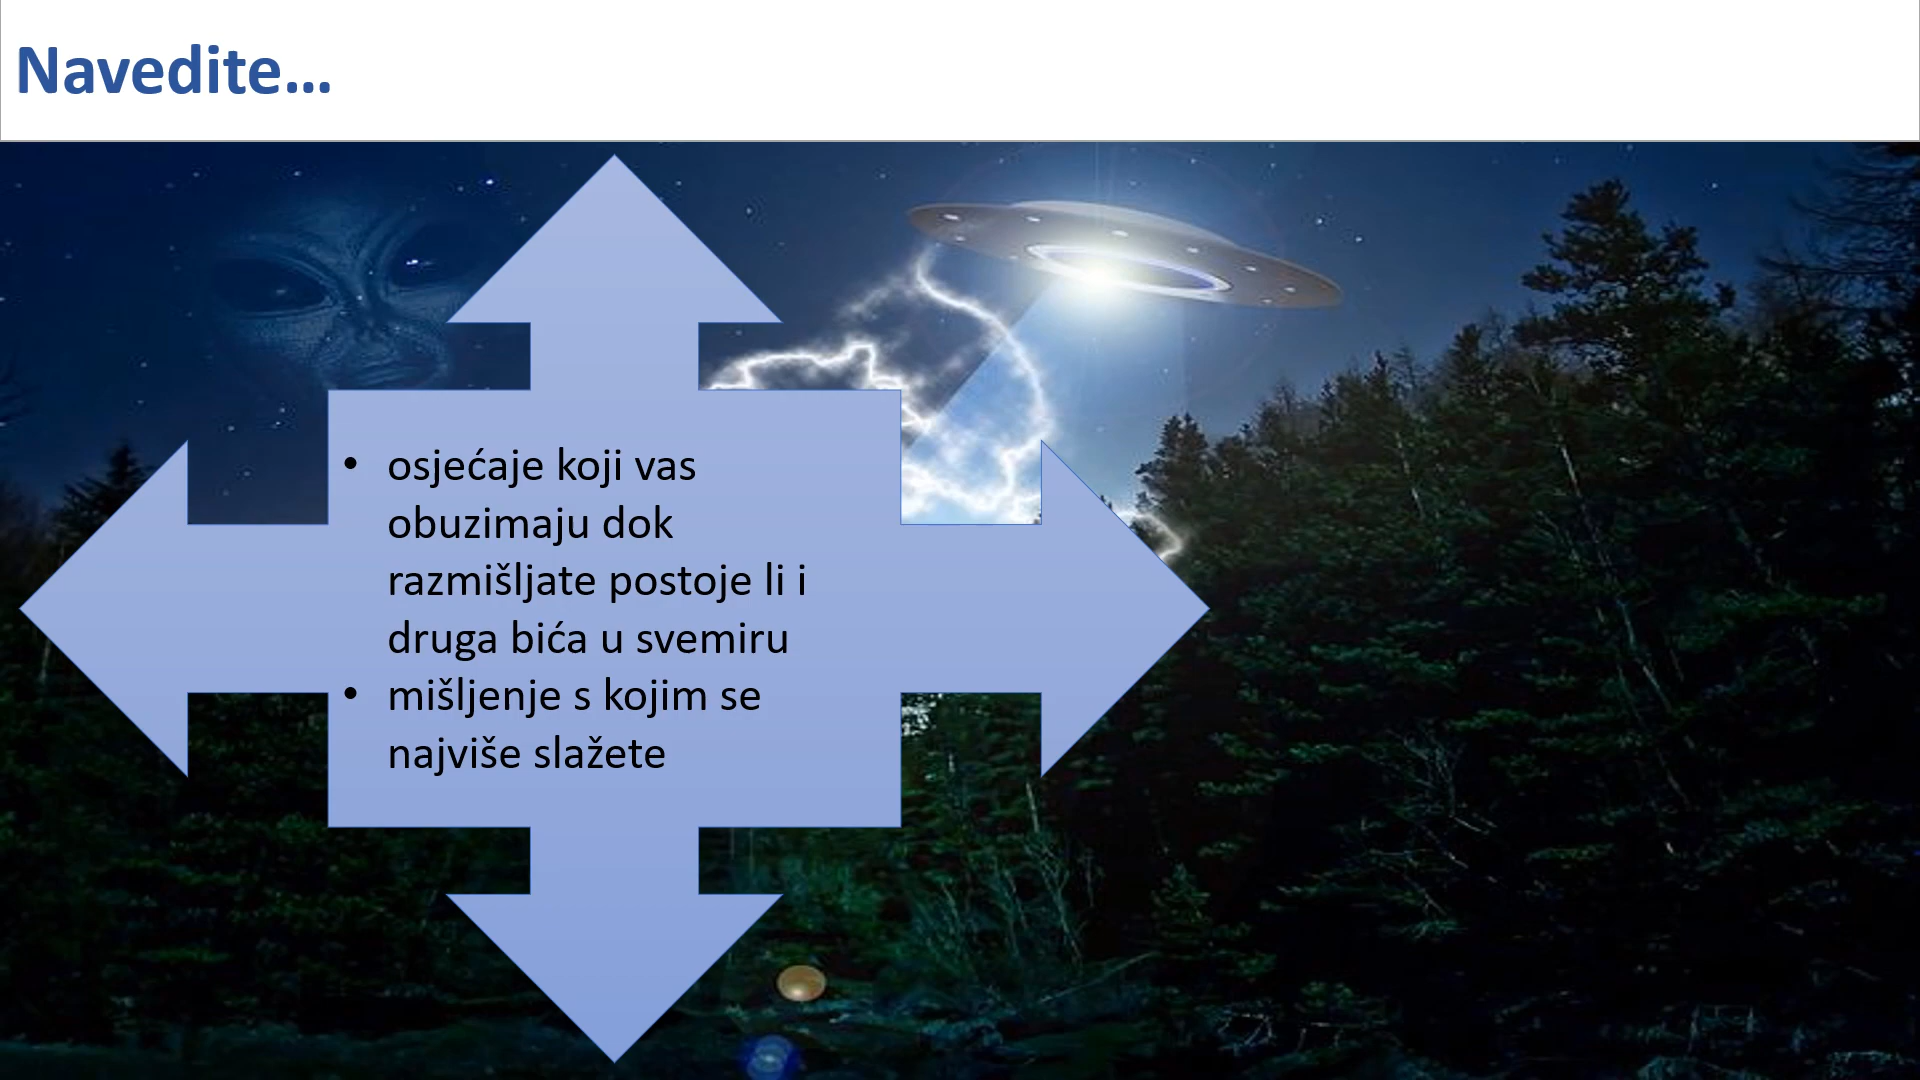 Navedite...
• osjećaje koji vas
obuzimaju dok
razmišljate postoje li i
druga bića u svemiru
• mišljenje s kojim se
najviše slažete